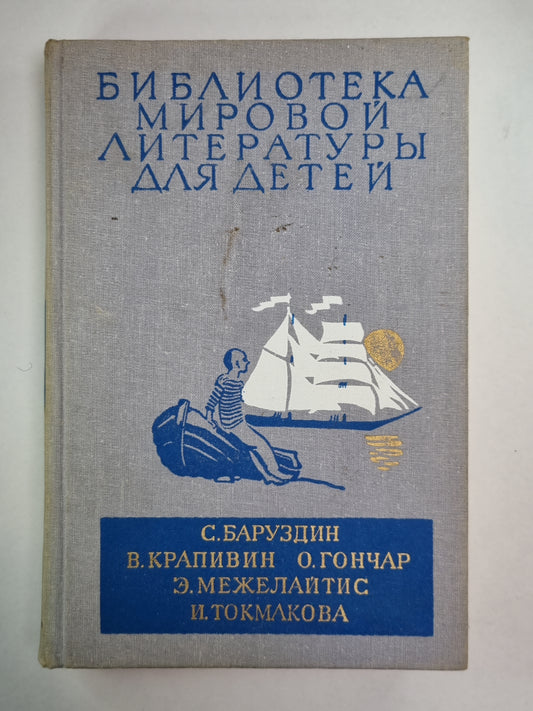 БИБЛИОТЕКА
МИРОВОЙ
ЛИТЕРАТУРЫ
ДЛЯ ДЕТЕЙ
С. БАРУЗДИН
В. КРАПИВИН О. ГОНЧАР
Э. МЕЖЕЛАЙТИС
И. ТОКМАКОВА